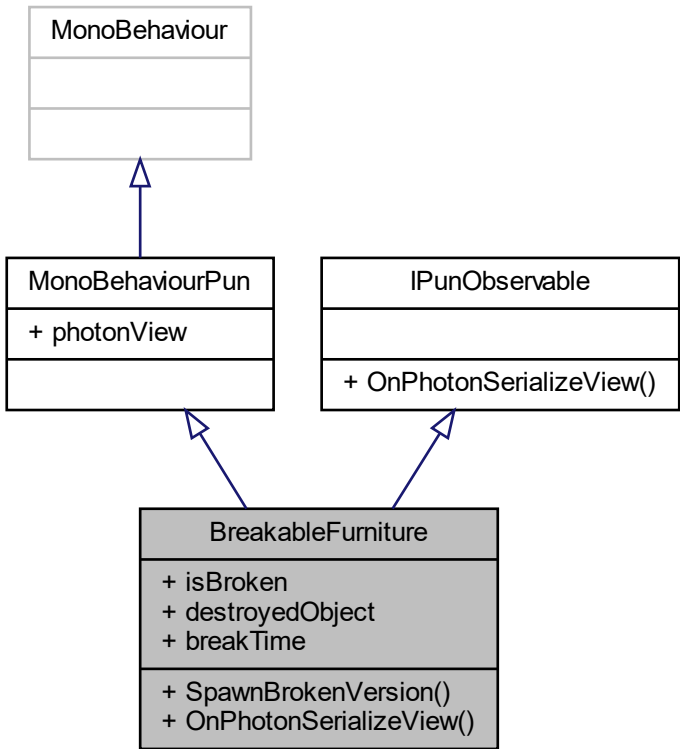 MonoBehaviour
MonoBehaviourPun
+ photonView
IPunObservable
+ OnPhotonSerializeView()
BreakableFurniture
+ isBroken
+ destroyedObject
+ breakTime
+ SpawnBrokenVersion()
+ OnPhotonSerializeView()